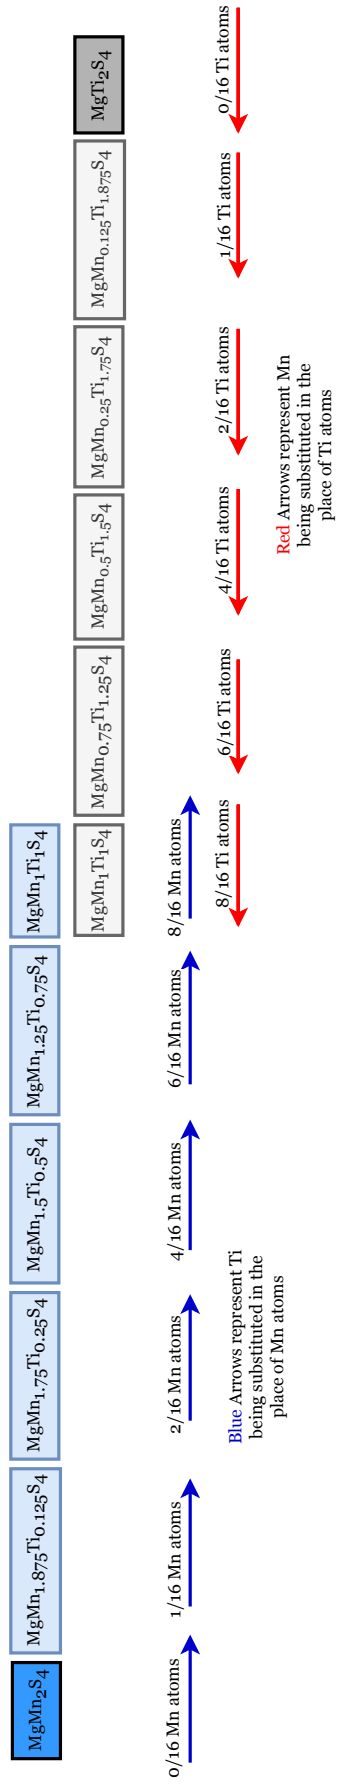 MgMn₂S₄
MgMn₁.₈₇₅Ti₀.₁₂₅S₄
MgMn₁.₇₅Ti₀.₂₅S₄
MgMn₁.₅Ti₀.₅S₄
MgMn₁.₂₅Ti₀.₇₅S₄
MgMn₁Ti₁S₄
MgMn₁Ti₁S₄
MgMn₀.₇₅Ti₁.₂₅S₄
MgMn₀.₅Ti₁.₅S₄
MgMn₀.₂₅Ti₁.₇₅S₄
MgMn₀.₁₂₅Ti₁.₈₇₅S₄
MgTi₂S₄
0/16 Mn atoms
1/16 Mn atoms
2/16 Mn atoms
4/16 Mn atoms
6/16 Mn atoms
8/16 Mn atoms
8/16 Ti atoms
6/16 Ti atoms
4/16 Ti atoms
2/16 Ti atoms
1/16 Ti atoms
0/16 Ti atoms
Blue Arrows represent Ti
being substituted in the
place of Mn atoms
Red Arrows represent Mn
being substituted in the
place of Ti atoms